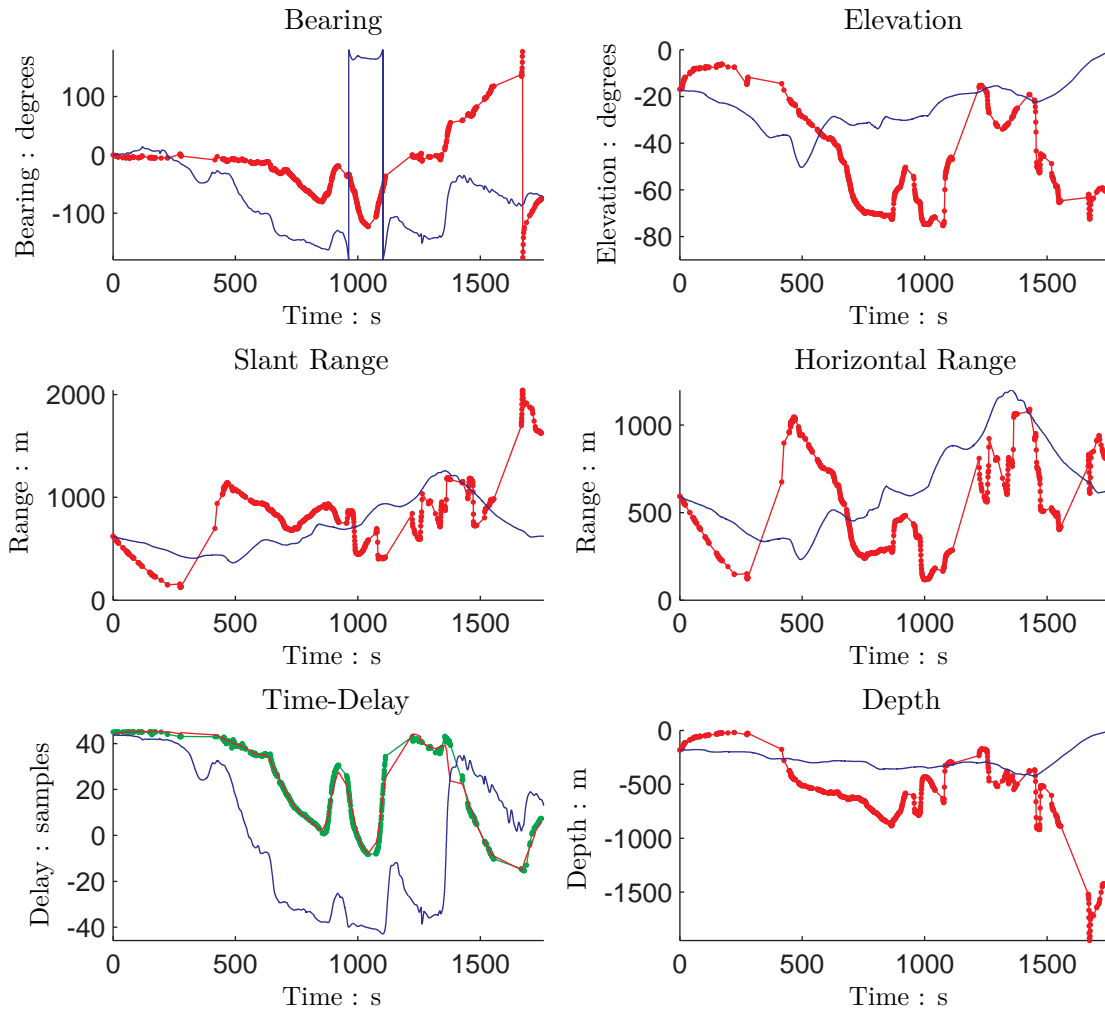 Bearing
Bearing : degrees
100
0
-100
0 500 1000 1500
Time : s
Elevation
Elevation : degrees
0
-20
-40
-60
-80
0 500 1000 1500
Time : s
Slant Range
Range : m
2000
1000
0
0 500 1000 1500
Time : s
Horizontal Range
Range : m
1000
500
0
0 500 1000 1500
Time : s
Time-Delay
Delay : samples
40
20
0
-20
-40
0 500 1000 1500
Time : s
Depth
Depth : m
0
-500
-1000
-1500
0 500 1000 1500
Time : s